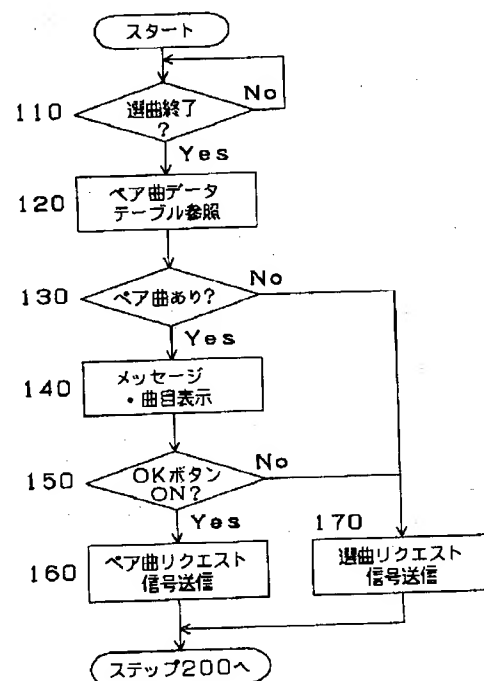 スタート
110
選曲終了
?
No
Yes
120
ペア曲データ
テーブル参照
130
ペア曲あり?
No
Yes
140
メッセージ
・曲目表示
150
OKボタン
ON?
No
Yes
160
ペア曲リクエスト
信号送信
170
選曲リクエスト
信号送信
ステップ200へ